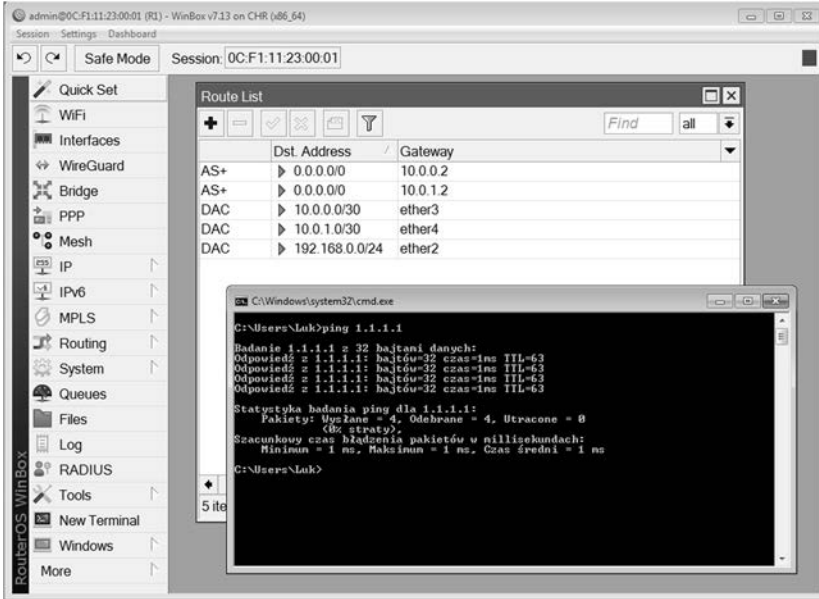 admin@0C:F1:11:23:00:01 (R1) - WinBox v7.13 on CHR (x86_64)
Session Settings Dashboard
Safe Mode
Session: 0C:F1:11:23:00:01
Quick Set
WiFi
Interfaces
WireGuard
Bridge
PPP
Mesh
IP
IPv6
MPLS
Routing
System
Queues
Files
Log
RADIUS
Tools
New Terminal
Windows
More
RouterOS WinBox
Route List
Find
all
Dst. Address Gateway
AS+ 0.0.0.0/0 10.0.0.2
AS+ 0.0.0.0/0 10.0.1.2
DAC 10.0.0.0/30 ether3
DAC 10.0.1.0/30 ether4
DAC 192.168.0.0/24 ether2
5 ite
C:\Windows\system32\cmd.exe
C:\Users\Luk>ping 1.1.1.1
Badanie 1.1.1.1 z 32 bajtami danych:
Odpowiedź z 1.1.1.1: bajtów=32 czas=1ms TTL=63
Odpowiedź z 1.1.1.1: bajtów=32 czas=1ms TTL=63
Odpowiedź z 1.1.1.1: bajtów=32 czas=1ms TTL=63
Odpowiedź z 1.1.1.1: bajtów=32 czas=1ms TTL=63
Statystyka badania ping dla 1.1.1.1:
Pakiety: Wysłane = 4, Odebrane = 4, Utracone = 0
(0% straty),
Szacunkowy czas błądzenia pakietów w millisekundach:
Minimum = 1 ms, Maksimum = 1 ms, Czas średni = 1 ms
C:\Users\Luk>